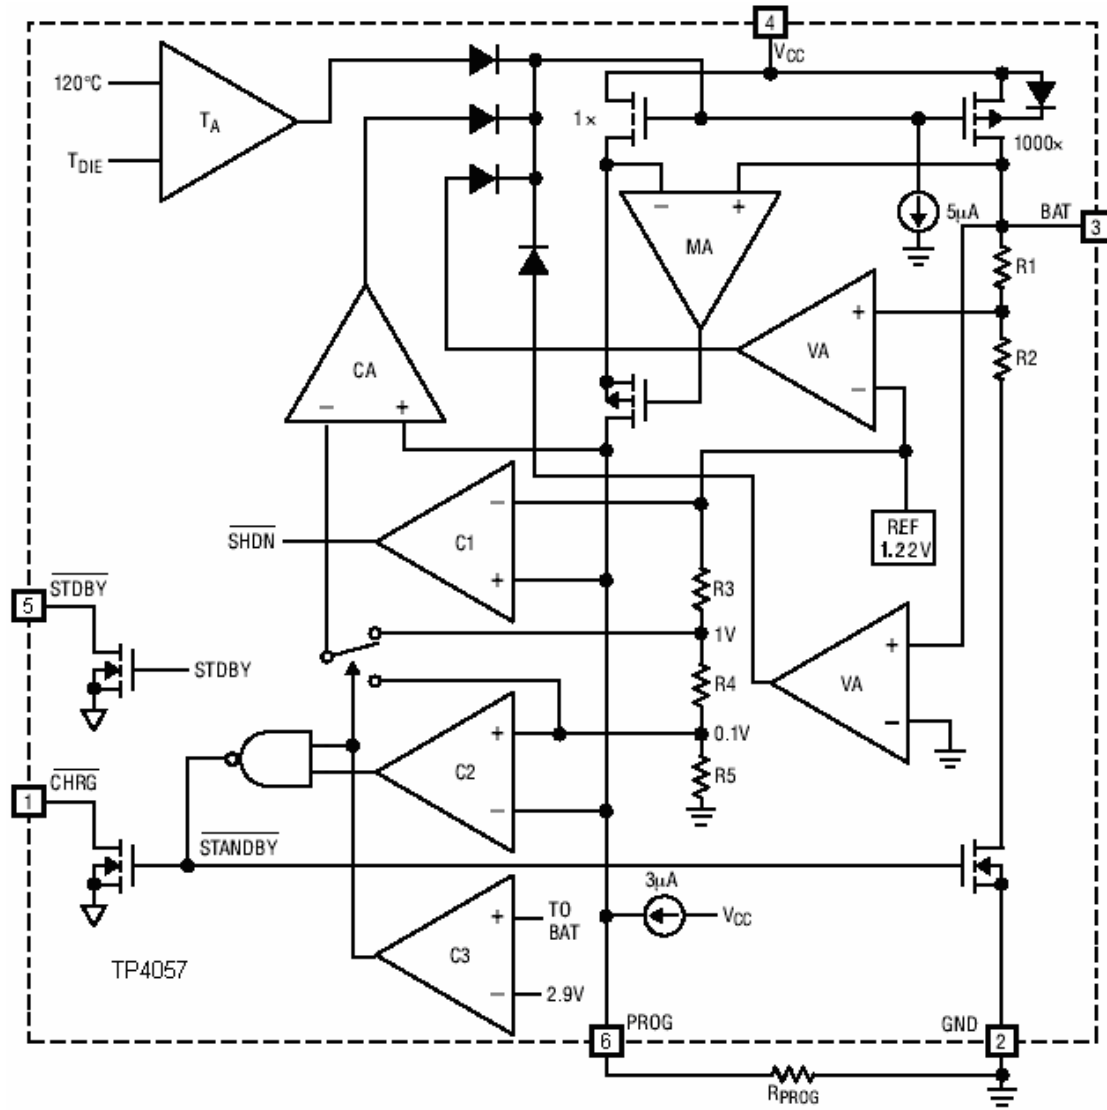 4
VCC
120°C
TA
1×
1000×
TDIE
5µA
BAT
3
− +
MA
R1
+
VA
R2
CA
−
− +
−
SHDN
C1
REF
1.22V
+
R3
STDBY
5
1V
+
STDBY
R4
VA
+
0.1V
−
CHRG
C2
R5
1
−
STANDBY
3µA
+
TO
BAT
VCC
C3
TP4057
−
2.9V
PROG
GND
6
2
RPROG